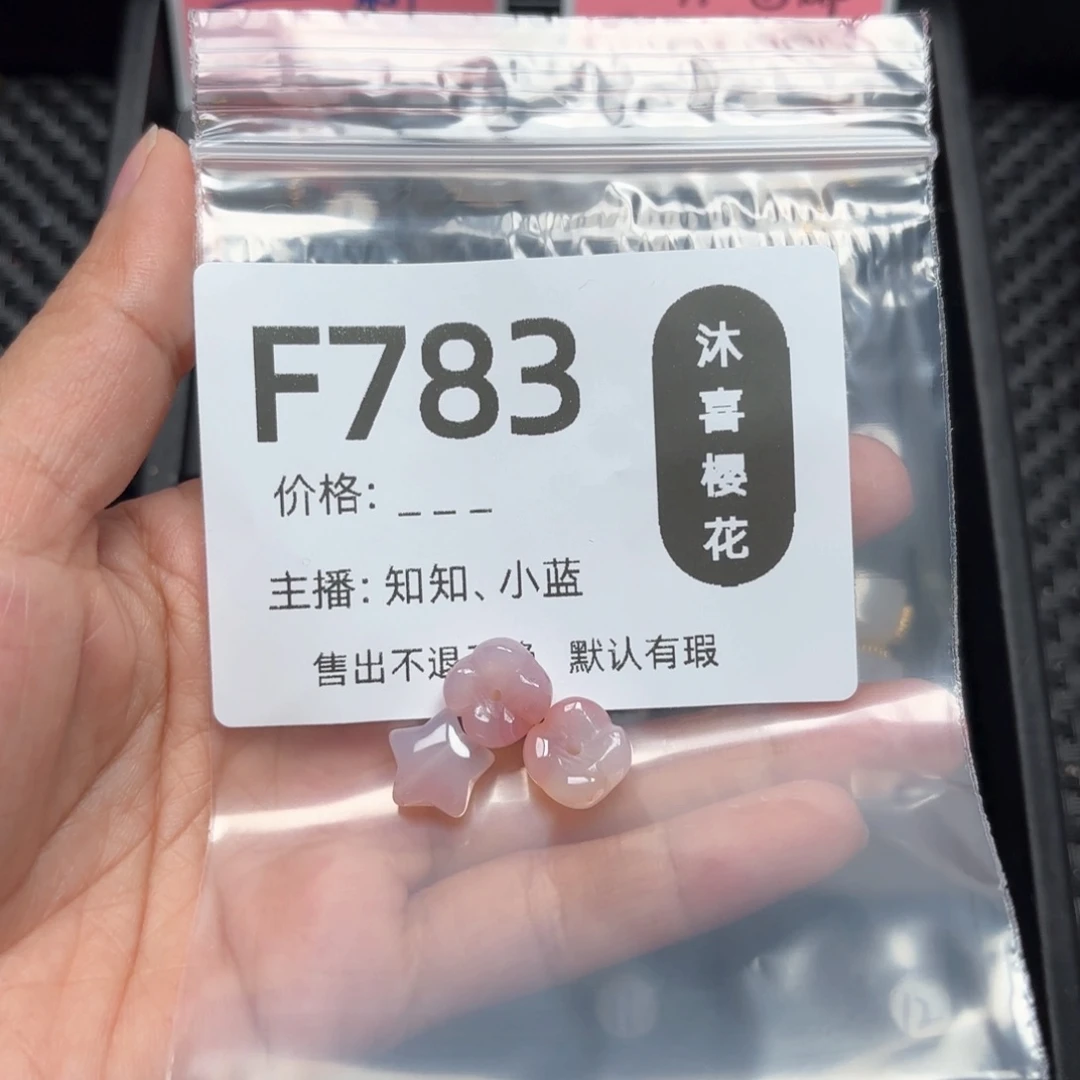 F783
价格: _ _ _
主播: 知知、小蓝
售出不退 默认有瑕
沐喜樱花